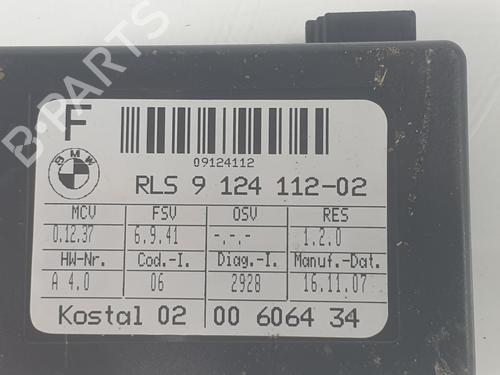 F
09124112
BMW
RLS 9 124 112-02
MCV FSV OSV RES
0.12.37 6.9.41 -.-.- 1.2.0
HW-Nr. Cod.-I. Diag.-I. Manuf.-Dat.
A 4.0 06 2928 16.11.07
Kostal 02 00 6064 34
B-PARTS